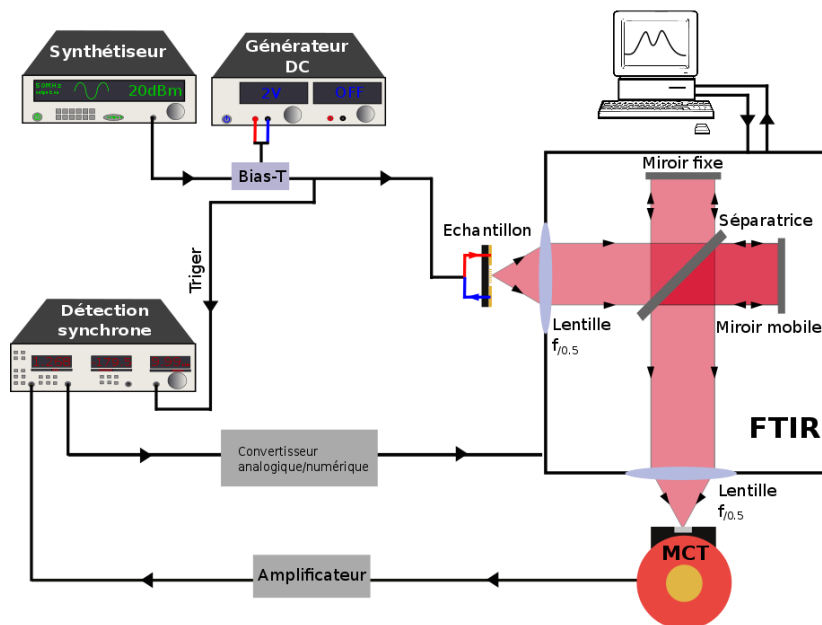 Synthétiseur
Générateur
DC
50MHz
20dBm
2V
OFF
Bias-T
Miroir fixe
Séparatrice
Echantillon
Triger
Détection
synchrone
Lentille
f/0.5
Miroir mobile
FTIR
Convertisseur
analogique/numérique
Lentille
f/0.5
MCT
Amplificateur